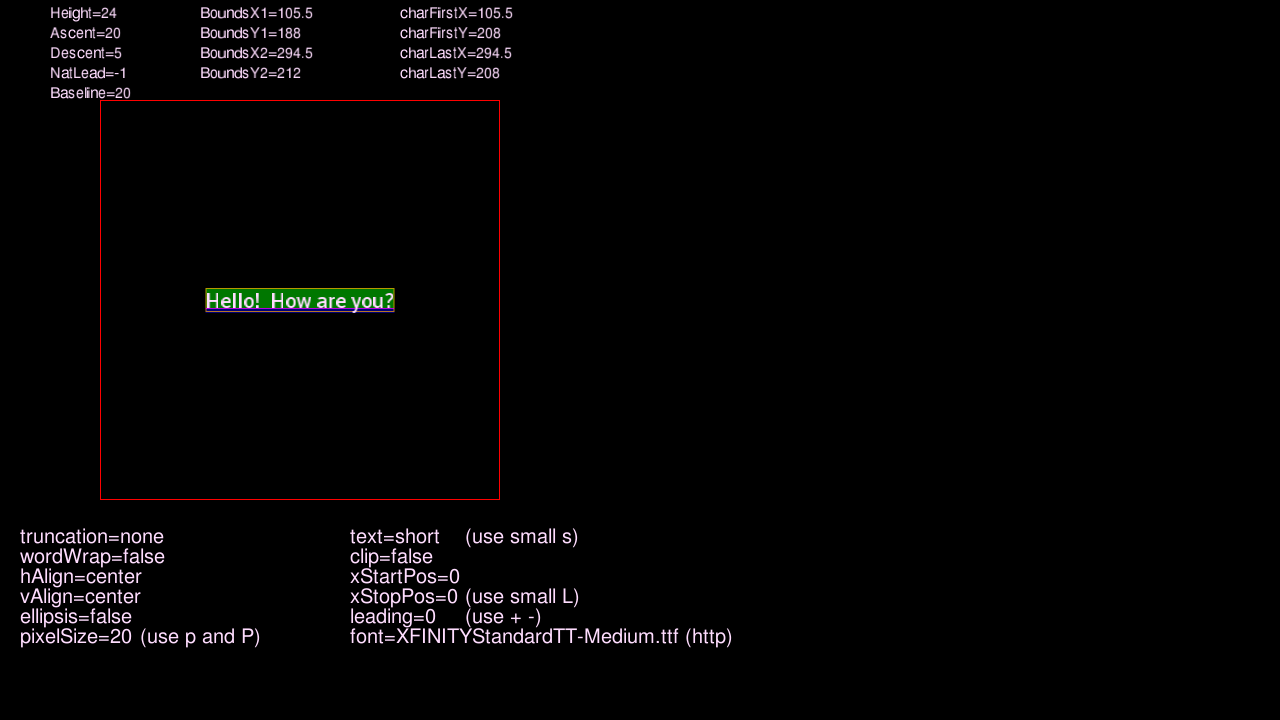 Height=24 BoundsX1=105.5 charFirstX=105.5
Ascent=20 BoundsY1=188 charFirstY=208
Descent=5 BoundsX2=294.5 charLastX=294.5
NatLead=-1 BoundsY2=212 charLastY=208
Baseline=20
Hello!  How are you?
truncation=none text=short (use small s)
wordWrap=false clip=false
hAlign=center xStartPos=0
vAlign=center xStopPos=0 (use small L)
ellipsis=false leading=0 (use + -)
pixelSize=20 (use p and P) font=XFINITYStandardTT-Medium.ttf (http)